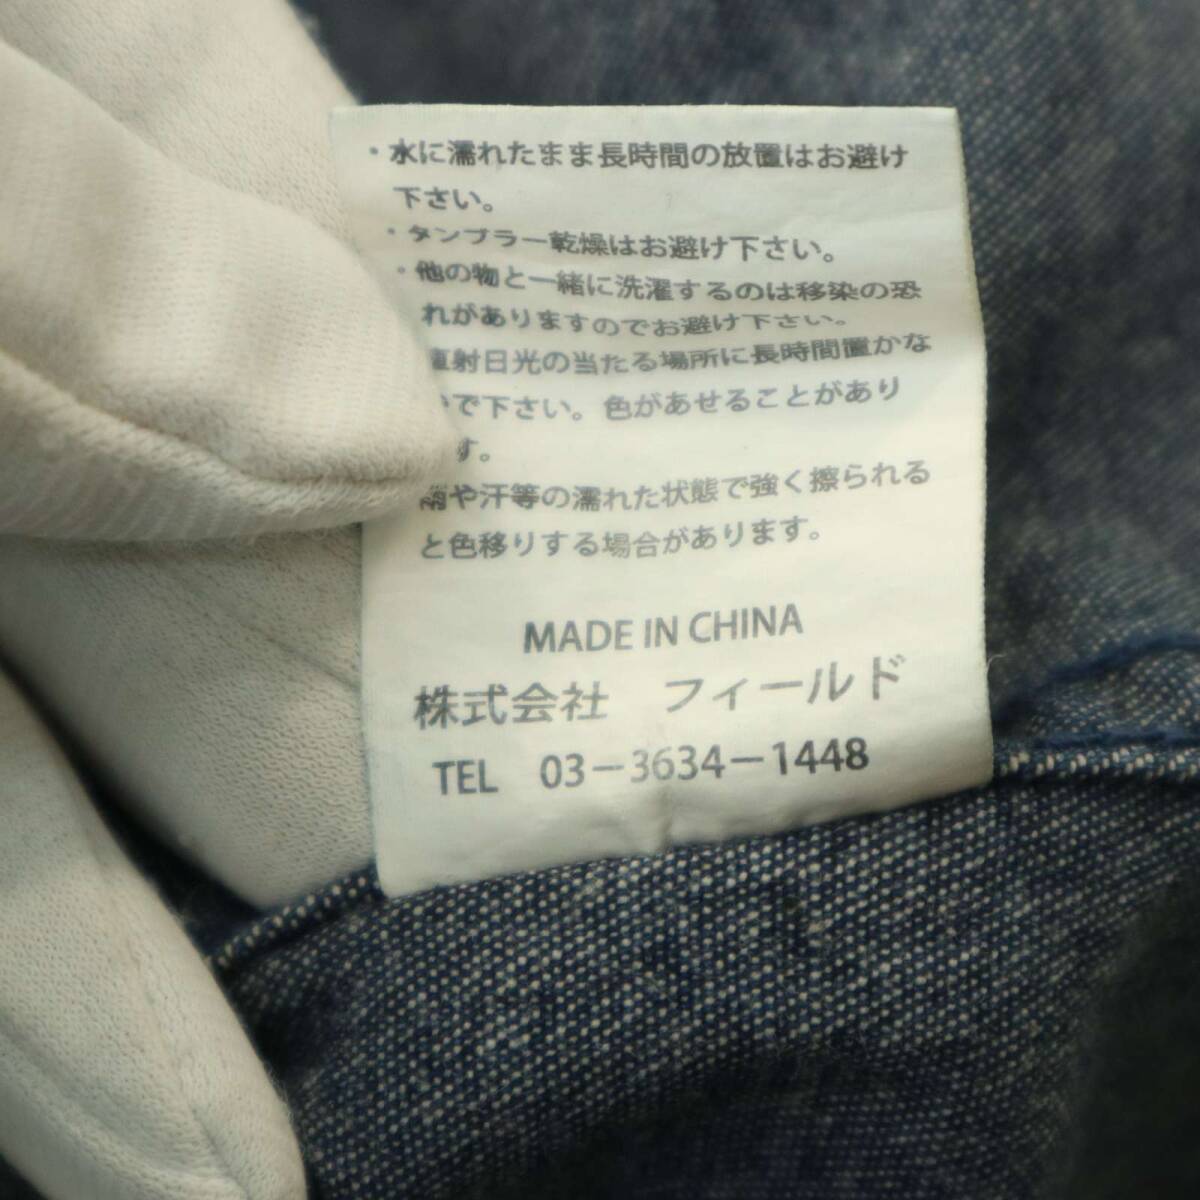 ・水に濡れたまま長時間の放置はお避け
下さい。
・タンブラー乾燥はお避け下さい。
・他の物と一緒に洗濯するのは移染の恐
れがありますのでお避け下さい。
直射日光の当たる場所に長時間置かな
で下さい。色があせることがあり
す。
雨や汗等の濡れた状態で強く擦られる
と色移りする場合があります。
MADE IN CHINA
株式会社　フィールド
TEL 03-3634-1448